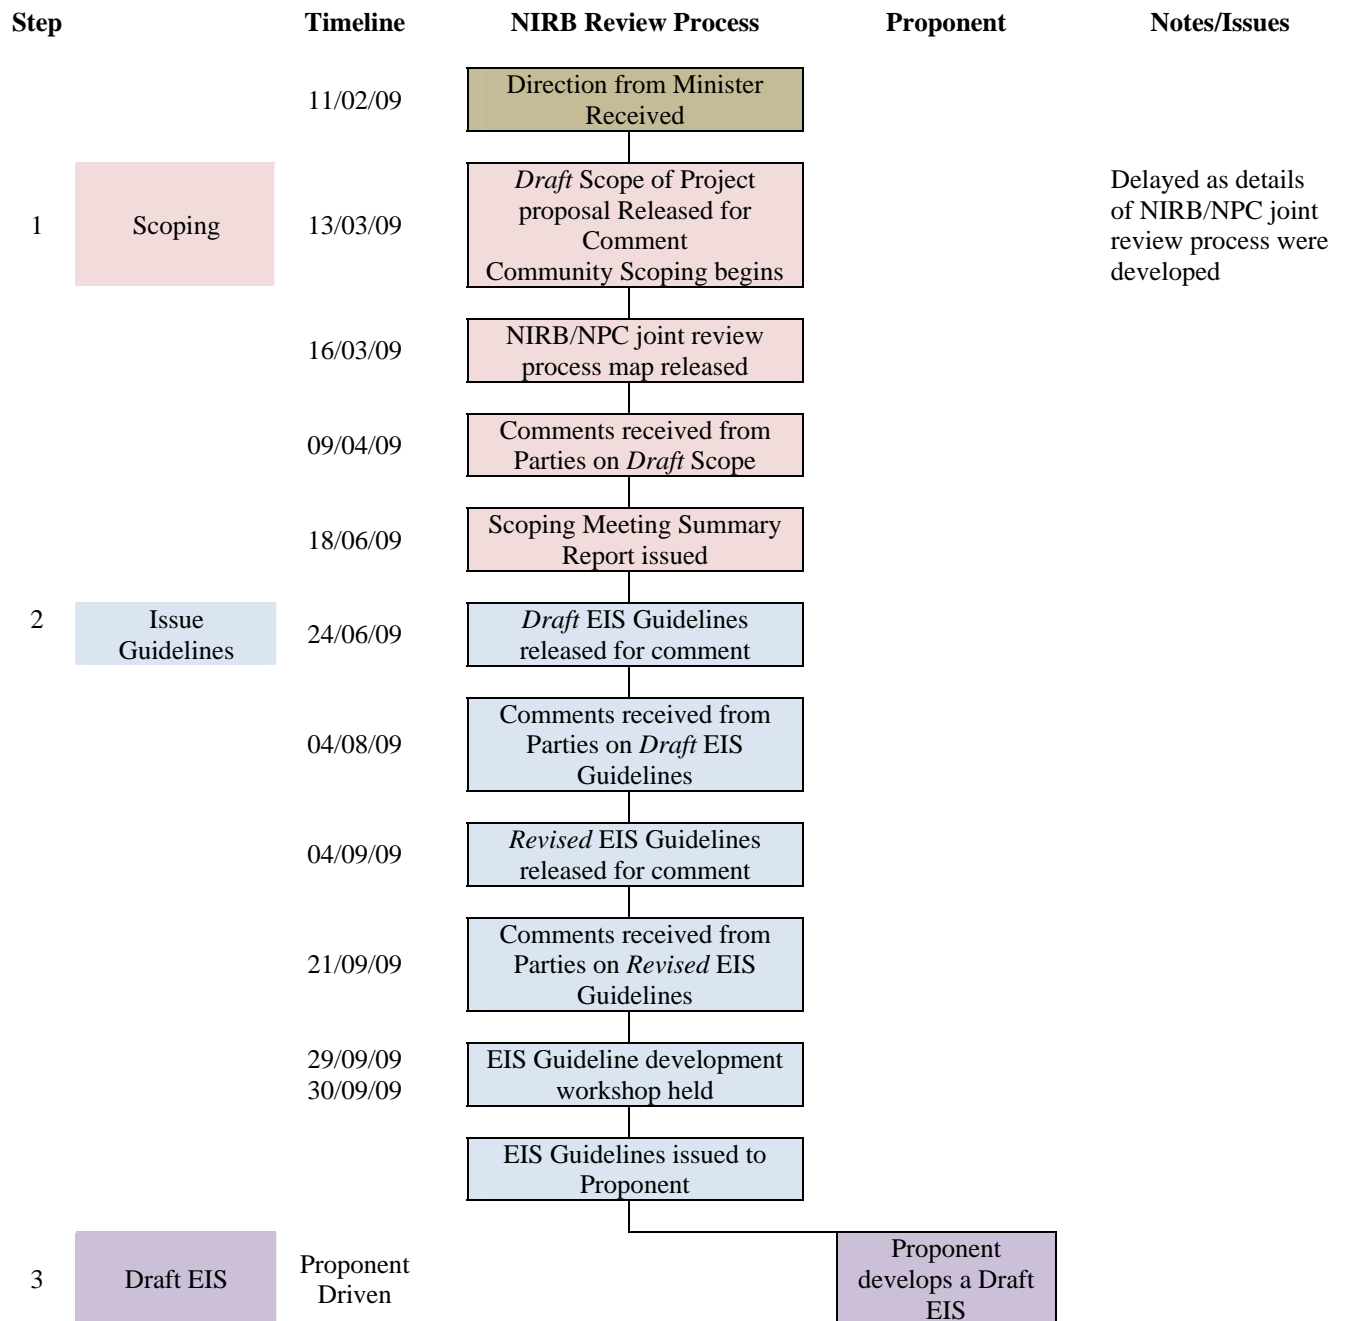 Step Timeline NIRB Review Process Proponent Notes/Issues
11/02/09
Direction from Minister
Received
1
Scoping
13/03/09
Draft Scope of Project
proposal Released for
Comment
Community Scoping begins
Delayed as details
of NIRB/NPC joint
review process were
developed
16/03/09
NIRB/NPC joint review
process map released
09/04/09
Comments received from
Parties on Draft Scope
18/06/09
Scoping Meeting Summary
Report issued
2
Issue
Guidelines
24/06/09
Draft EIS Guidelines
released for comment
04/08/09
Comments received from
Parties on Draft EIS
Guidelines
04/09/09
Revised EIS Guidelines
released for comment
21/09/09
Comments received from
Parties on Revised EIS
Guidelines
29/09/09
30/09/09
EIS Guideline development
workshop held
EIS Guidelines issued to
Proponent
3
Draft EIS
Proponent
Driven
Proponent
develops a Draft
EIS